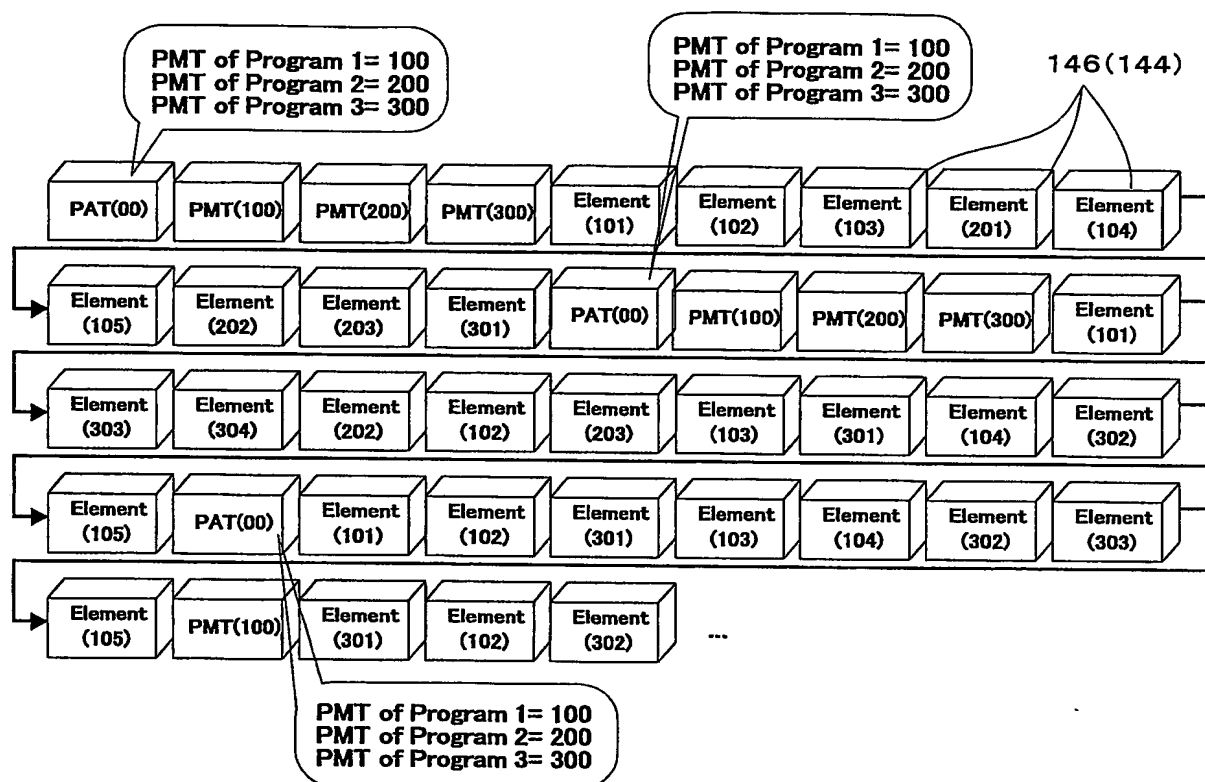 PMT of Program 1= 100
PMT of Program 2= 200
PMT of Program 3= 300
PMT of Program 1= 100
PMT of Program 2= 200
PMT of Program 3= 300
146(144)
PAT(00) PMT(100) PMT(200) PMT(300) Element (101) Element (102) Element (103) Element (201) Element (104)
Element (105) Element (202) Element (203) Element (301) PAT(00) PMT(100) PMT(200) PMT(300) Element (101)
Element (303) Element (304) Element (202) Element (102) Element (203) Element (103) Element (301) Element (104) Element (302)
Element (105) PAT(00) Element (101) Element (102) Element (301) Element (103) Element (104) Element (302) Element (303)
Element (105) PMT(100) Element (301) Element (102) Element (302) ...
PMT of Program 1= 100
PMT of Program 2= 200
PMT of Program 3= 300